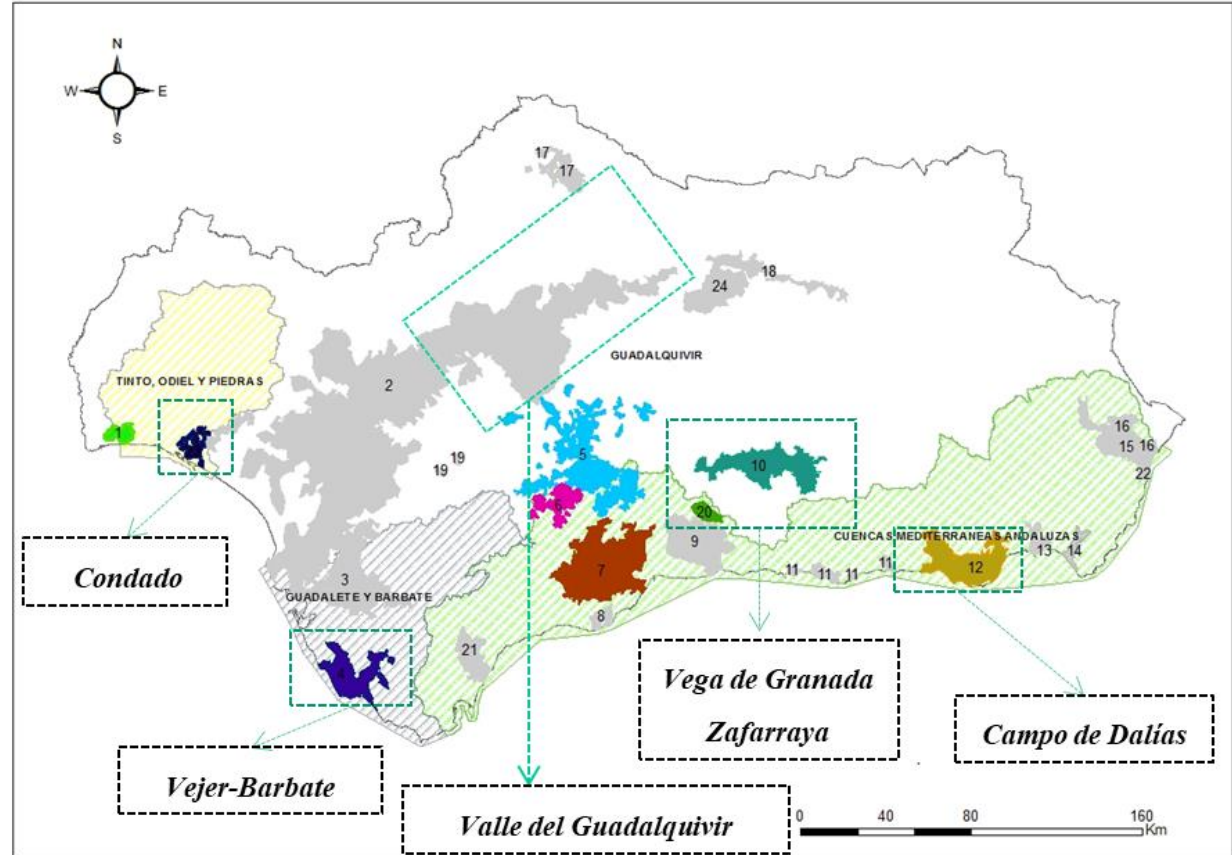 N
W
E
S
17
17
18
24
GUADALQUIVIR
2
TINTO, ODIEL Y PIEDRAS
1
16
15
16
19
19
5
10
22
6
20
9
CUENCAS MEDITERRANEAS ANDALUZAS
13
14
12
11
11
11
11
7
3
GUADALETE Y BARBATE
8
21
4
Condado
Vejer-Barbate
Valle del Guadalquivir
Vega de Granada
Zafarraya
Campo de Dalías
0
40
80
160
Km